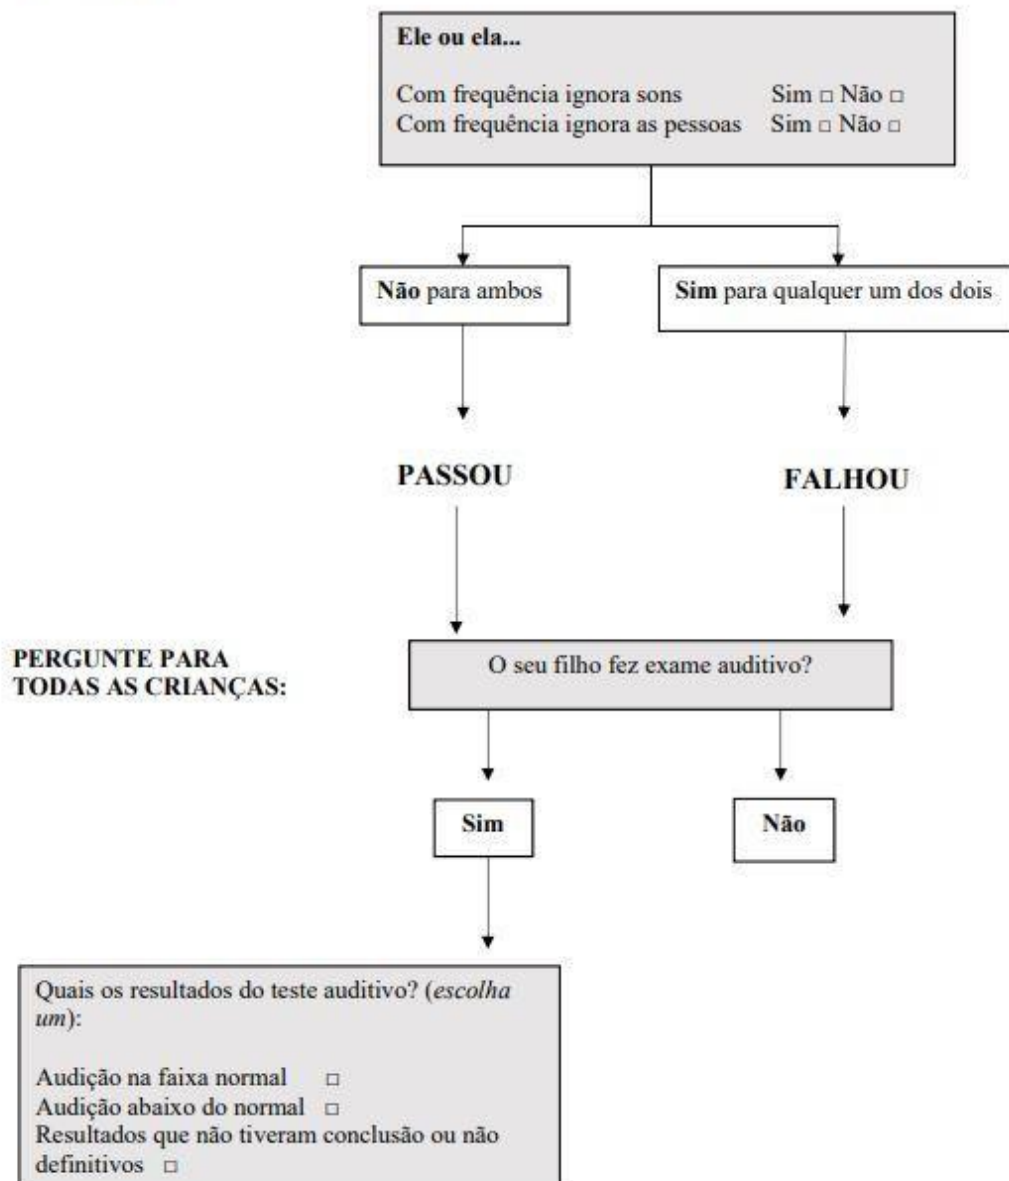 Ele ou ela...
Com frequência ignora sons Sim □ Não □
Com frequência ignora as pessoas Sim □ Não □
Não para ambos
Sim para qualquer um dos dois
PASSOU
FALHOU
PERGUNTE PARA
TODAS AS CRIANÇAS:
O seu filho fez exame auditivo?
Sim
Não
Quais os resultados do teste auditivo? (escolha
um):
Audição na faixa normal □
Audição abaixo do normal □
Resultados que não tiveram conclusão ou não
definitivos □